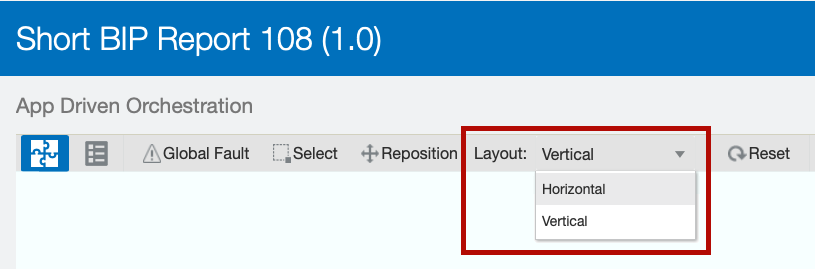 Short BIP Report 108 (1.0)
App Driven Orchestration
Global Fault Select Reposition Layout: Vertical Reset
Horizontal
Vertical